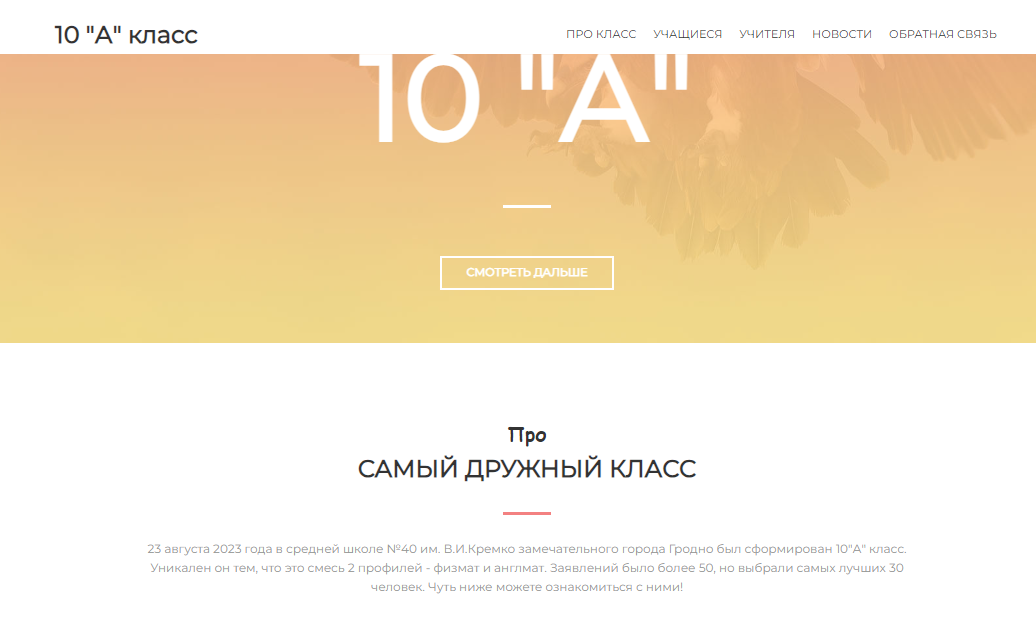 10 "А" класс
ПРО КЛАСС УЧАЩИЕСЯ УЧИТЕЛЯ НОВОСТИ ОБРАТНАЯ СВЯЗЬ
10 "А"
СМОТРЕТЬ ДАЛЬШЕ
Про
САМЫЙ ДРУЖНЫЙ КЛАСС
23 августа 2023 года в средней школе №40 им. В.И.Кремко замечательного города Гродно был сформирован 10"А" класс.
Уникален он тем, что это смесь 2 профилей - физмат и англмат. Заявлений было более 50, но выбрали самых лучших 30
человек. Чуть ниже можете ознакомиться с ними!